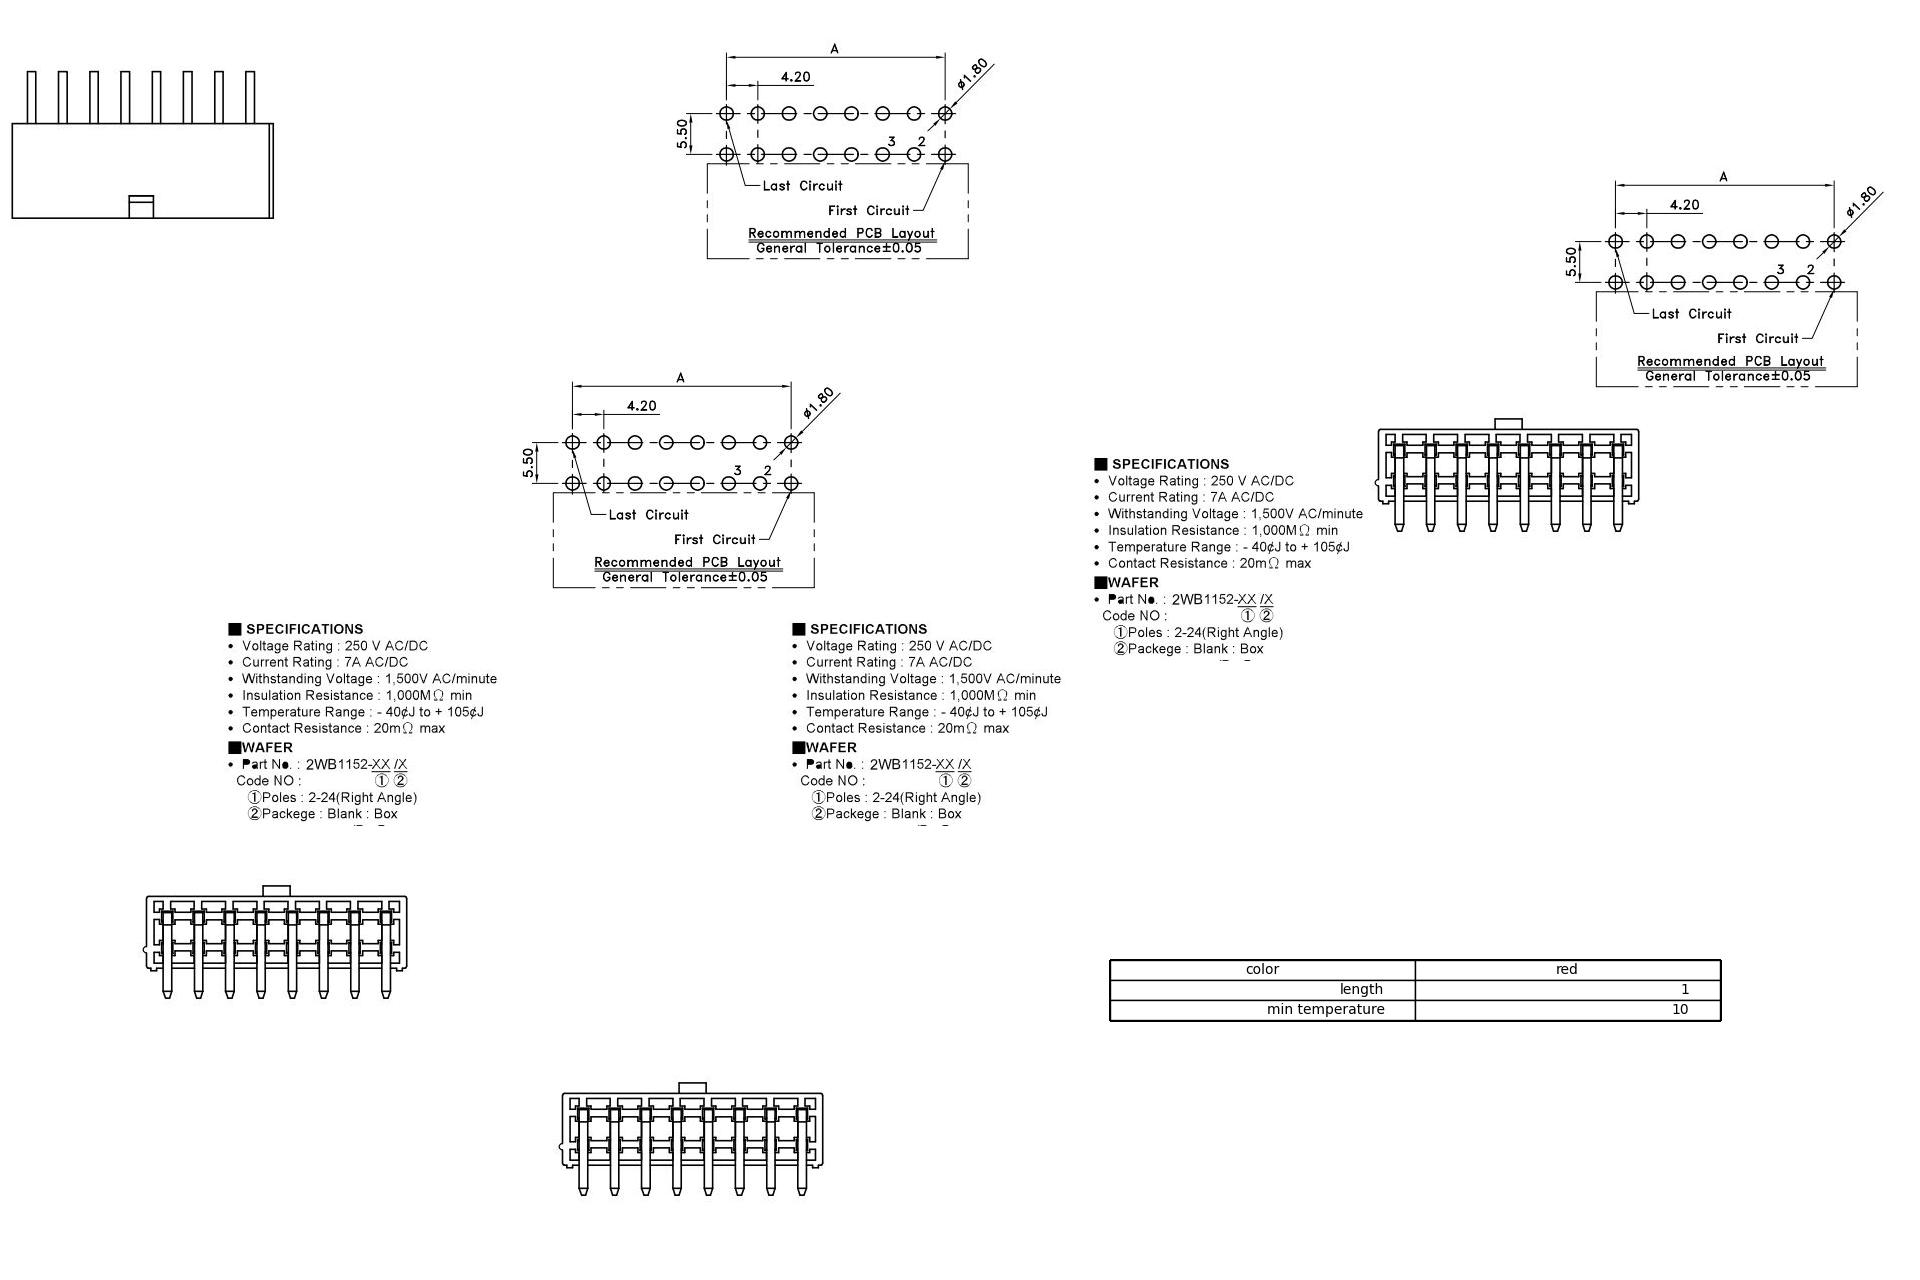 A
4.20
ø1.80
5.50
3 2
Last Circuit
First Circuit
Recommended PCB Layout
General Tolerance±0.05
A
4.20
ø1.80
5.50
3 2
Last Circuit
First Circuit
Recommended PCB Layout
General Tolerance±0.05
A
4.20
ø1.80
5.50
3 2
Last Circuit
First Circuit
Recommended PCB Layout
General Tolerance±0.05
■ SPECIFICATIONS
• Voltage Rating : 250 V AC/DC
• Current Rating : 7A AC/DC
• Withstanding Voltage : 1,500V AC/minute
• Insulation Resistance : 1,000MΩ min
• Temperature Range : - 40¢J to + 105¢J
• Contact Resistance : 20mΩ max
■WAFER
• Part No. : 2WB1152-XX /X
Code NO : ① ②
①Poles : 2-24(Right Angle)
②Packege : Blank : Box
■ SPECIFICATIONS
• Voltage Rating : 250 V AC/DC
• Current Rating : 7A AC/DC
• Withstanding Voltage : 1,500V AC/minute
• Insulation Resistance : 1,000MΩ min
• Temperature Range : - 40¢J to + 105¢J
• Contact Resistance : 20mΩ max
■WAFER
• Part No. : 2WB1152-XX /X
Code NO : ① ②
①Poles : 2-24(Right Angle)
②Packege : Blank : Box
■ SPECIFICATIONS
• Voltage Rating : 250 V AC/DC
• Current Rating : 7A AC/DC
• Withstanding Voltage : 1,500V AC/minute
• Insulation Resistance : 1,000MΩ min
• Temperature Range : - 40¢J to + 105¢J
• Contact Resistance : 20mΩ max
■WAFER
• Part No. : 2WB1152-XX /X
Code NO : ① ②
①Poles : 2-24(Right Angle)
②Packege : Blank : Box
color red
length 1
min temperature 10